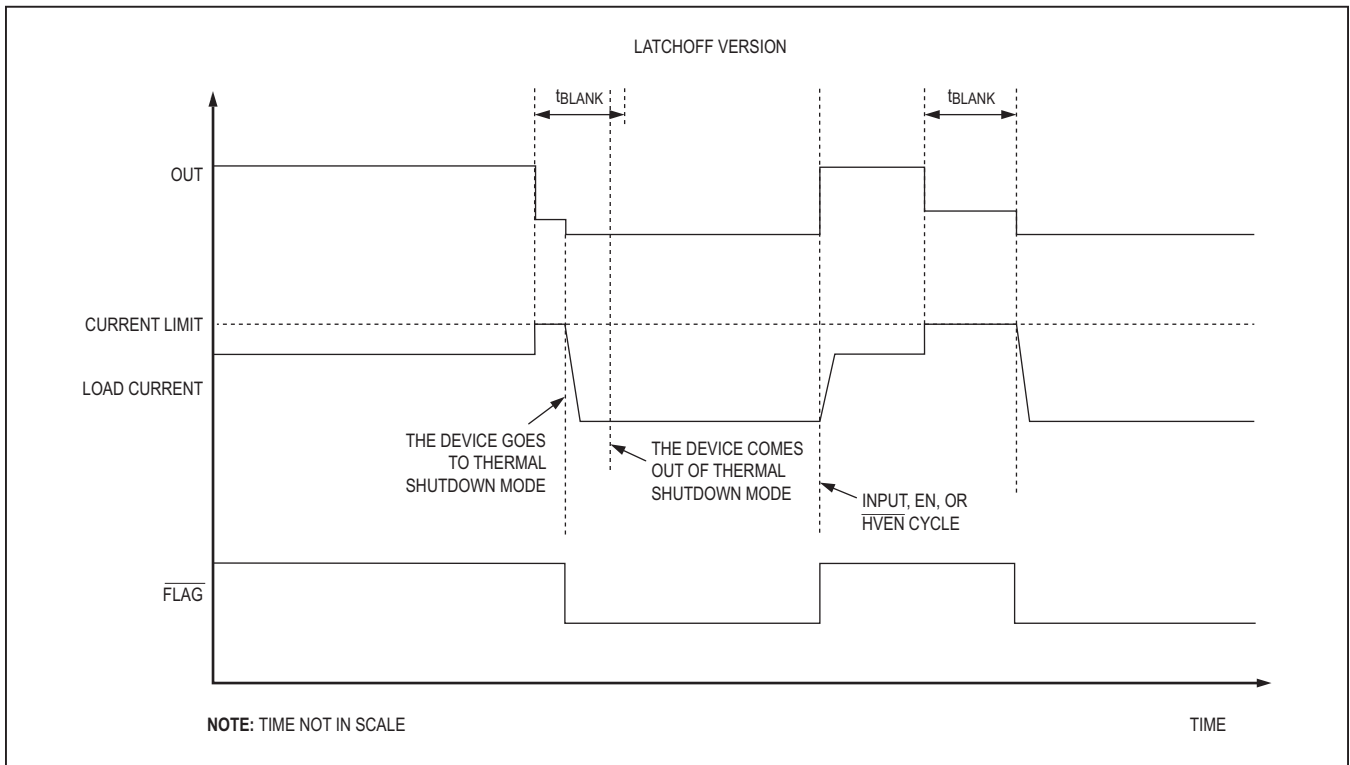 LATCHOFF VERSION
tBLANK
tBLANK
OUT
CURRENT LIMIT
LOAD CURRENT
THE DEVICE GOES
TO THERMAL
SHUTDOWN MODE
THE DEVICE COMES
OUT OF THERMAL
SHUTDOWN MODE
INPUT, EN, OR
HVEN CYCLE
FLAG
NOTE: TIME NOT IN SCALE
TIME